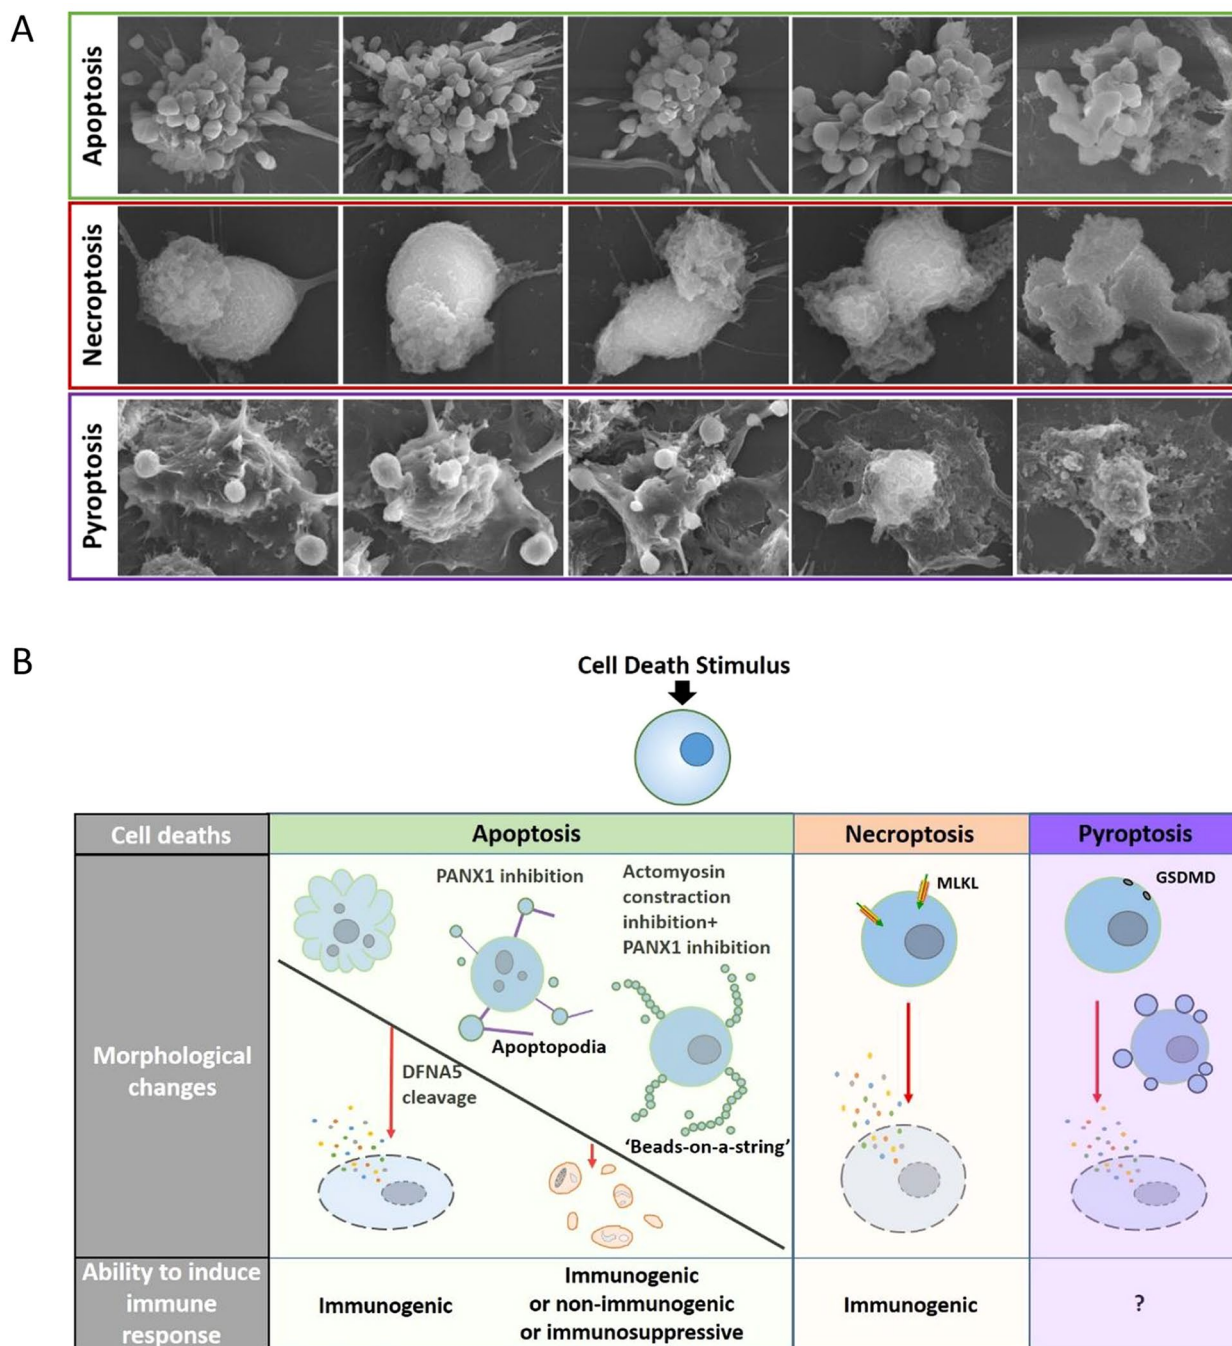 A
Apoptosis
Necroptosis
Pyroptosis
B
Cell Death Stimulus
Cell deaths
Apoptosis
Necroptosis
Pyroptosis
Morphological
changes
PANX1 inhibition
Actomyosin
constraction
inhibition+
PANX1 inhibition
Apoptopodia
DFNA5
cleavage
‘Beads-on-a-string’
MLKL
GSDMD
Ability to induce
immune
response
Immunogenic
Immunogenic
or non-immunogenic
or immunosuppressive
Immunogenic
?